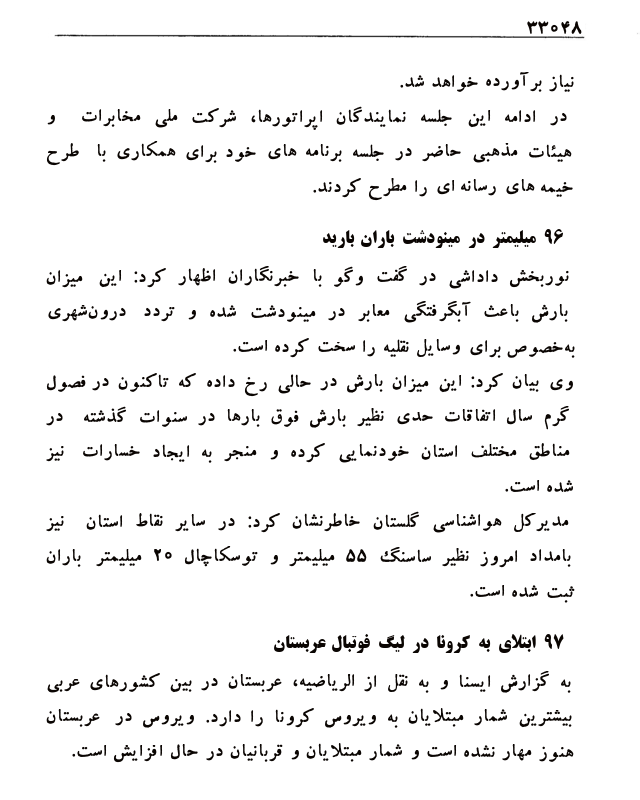 ۳۳۰۴۸
نیاز برآورده خواهد شد.
در ادامه این جلسه نمایندگان اپراتورها، شرکت ملی مخابرات و
هیئات مذهبی حاضر در جلسه برنامه های خود برای همکاری با طرح
خیمه های رسانه ای را مطرح کردند.
۹۶ میلیمتر در مینودشت باران بارید
نوربخش داداشی در گفت وگو با خبرنگاران اظهار کرد: این میزان
بارش باعث آبگرفتگی معابر در مینودشت شده و تردد درون‌شهری
به‌خصوص برای وسایل نقلیه را سخت کرده است.
وی بیان کرد: این میزان بارش در حالی رخ داده که تاکنون در فصول
گرم سال اتفاقات حدی نظیر بارش فوق بارها در سنوات گذشته در
مناطق مختلف استان خودنمایی کرده و منجر به ایجاد خسارات نیز
شده است.
مدیرکل هواشناسی گلستان خاطرنشان کرد: در سایر نقاط استان نیز
بامداد امروز نظیر ساسنگ ۵۵ میلیمتر و توسکاچال ۲۰ میلیمتر باران
ثبت شده است.
۹۷ ابتلای به کرونا در لیگ فوتبال عربستان
به گزارش ایسنا و به نقل از الریاضیه، عربستان در بین کشورهای عربی
بیشترین شمار مبتلایان به ویروس کرونا را دارد. ویروس در عربستان
هنوز مهار نشده است و شمار مبتلایان و قربانیان در حال افزایش است.